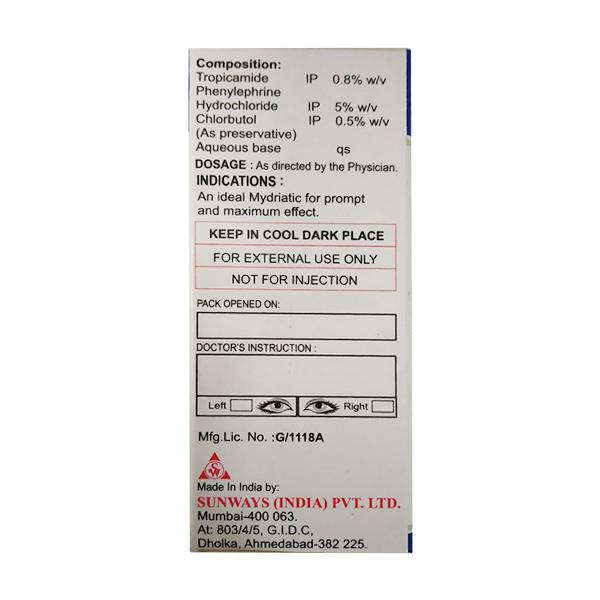 Composition:
Tropicamide IP 0.8% w/v
Phenylephrine
Hydrochloride IP 5% w/v
Chlorbutol IP 0.5% w/v
(As preservative)
Aqueous base qs
DOSAGE : As directed by the Physician.
INDICATIONS :
An ideal Mydriatic for prompt
and maximum effect.
KEEP IN COOL DARK PLACE
FOR EXTERNAL USE ONLY
NOT FOR INJECTION
PACK OPENED ON:
DOCTOR'S INSTRUCTION :
Left Right
Mfg.Lic. No. :G/1118A
SW
Made In India by:
SUNWAYS (INDIA) PVT. LTD.
Mumbai-400 063.
At: 803/4/5, G.I.D.C,
Dholka, Ahmedabad-382 225.